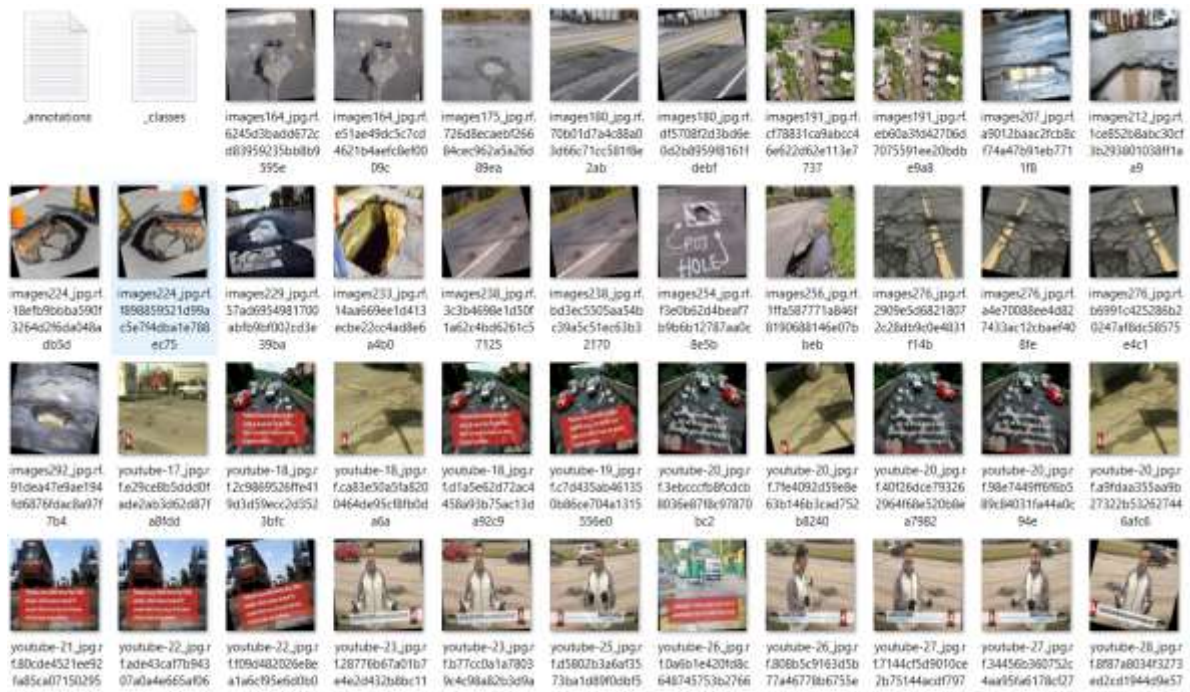 _annotations
_classes
images164_jpg.rf.
6245d3badd672c
d83959235bb8b9
595e
images164_jpg.rf.
e51ae49dc5c7cd
4621b4aefc8ef00
09c
images175_jpg.rf.
726d8ecaebf266
84cec962a5a26d
89ea
images180_jpg.rf.
70b01d7a4c88a0
3d66c71cc581f8e
2ab
images180_jpg.rf.
df5708f2d3bd6e
0d2b8959f8161f
debf
images191_jpg.rf.
cf78831ca9abcc4
6e622d62e113e7
737
images191_jpg.rf.
eb60a3fd42706d
7075591ee20bdb
e9a8
images207_jpg.rf.
a9012baac2fcb8c
f74a47b91eb771
1f8
images212_jpg.rf.
1ce852b8abc30cf
3b293801038ff1a
a9
images224_jpg.rf.
18efb9bbba590f
3264d2f6da048a
db5d
images224_jpg.rf.
1898859521d99a
c5e7f4dba1e788
ec75
images229_jpg.rf.
57ad6954981700
abfb9bf002cd3e
39ba
images233_jpg.rf.
14aa669ee1d413
ecbe22cc4ad8e6
a4b0
images238_jpg.rf.
3c3b4698e1d50f
1a62c4bd6261c5
7125
images238_jpg.rf.
bd3ec5505aa54b
c39a5c51ec63b3
2170
POT
HOLE
images254_jpg.rf.
f3e0b62d4beaf7
b9b6b12787aa0c
8e5b
images256_jpg.rf.
1ffa587771a846f
8190688146e07b
beb
images276_jpg.rf.
2909e5d6821807
2c28db9c0e4831
f14b
images276_jpg.rf.
a4e70088ee4d82
7433ac12cbaef40
8fe
images276_jpg.rf.
b6991c425286b2
0247af8dc58575
e4c1
images292_jpg.rf.
91dea47e9ae194
fd6876fdac8a97f
7b4
youtube-17_jpg.r
f.e29ce8b5ddd0f
ade2ab3d62d87f
a8fdd
youtube-18_jpg.r
f.2c9869526ffe41
9d3d59ecc2d352
3bfc
youtube-18_jpg.r
f.ca83e50a5fa820
0464de95cf8fb0d
a6a
youtube-18_jpg.r
f.d1a5e62d72ac4
458a93b75ac13d
a92c9
youtube-19_jpg.r
f.c7d435ab46135
0b86ce704a1315
556e0
youtube-20_jpg.r
f.3ebcccfb8fcdcb
8036e87f8c97870
bc2
youtube-20_jpg.r
f.7fe4092d59e8e
63b146b3cad752
b8240
youtube-20_jpg.r
f.40f26dce79326
2964f68e520b8e
a7982
youtube-20_jpg.r
f.98e7449ff6f6b5
89c84031fa44a0c
94e
youtube-20_jpg.r
f.a9fdaa355aa9b
27322b53262744
6afc6
youtube-21_jpg.r
f.80cde4521ee92
fa85ca07150295
youtube-22_jpg.r
f.ade43caf7b943
07a0a4e665af06
youtube-22_jpg.r
f.f09d482026e8e
a1a6cf95e6d0b0
youtube-23_jpg.r
f.28776b67a01b7
e4e2d432b8bc11
youtube-23_jpg.r
f.b77cc0a1a7803
9c4c98a82b3d9a
youtube-25_jpg.r
f.d5802b3a6af35
73ba1d89f0dbf5
youtube-26_jpg.r
f.0a6b1e420fd8c
648745753b2766
youtube-26_jpg.r
f.808b5c9163d5b
77a46778b6755e
youtube-27_jpg.r
f.7144cf5d9010ce
2b75144acdf797
youtube-27_jpg.r
f.34456b360752c
4aa95fa6178cf27
youtube-28_jpg.r
f.8f87a8034f3273
ed2cd1944d9e57